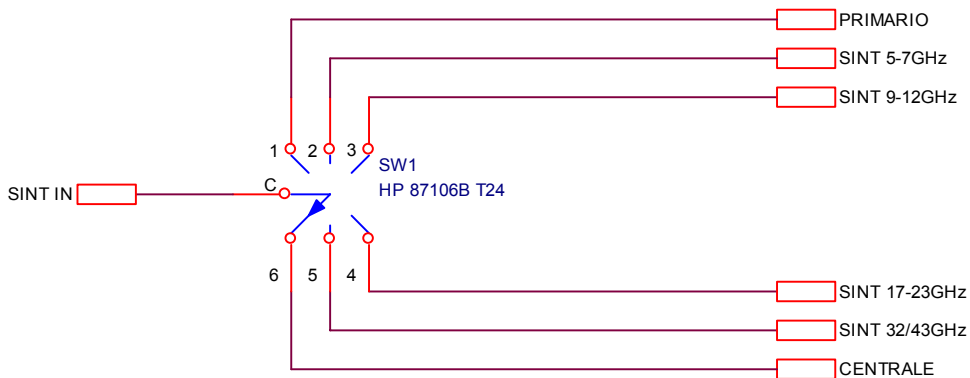 PRIMARIO
SINT 5-7GHz
SINT 9-12GHz
1 2 3
SW1
HP 87106B T24
SINT IN
C
6 5 4
SINT 17-23GHz
SINT 32/43GHz
CENTRALE